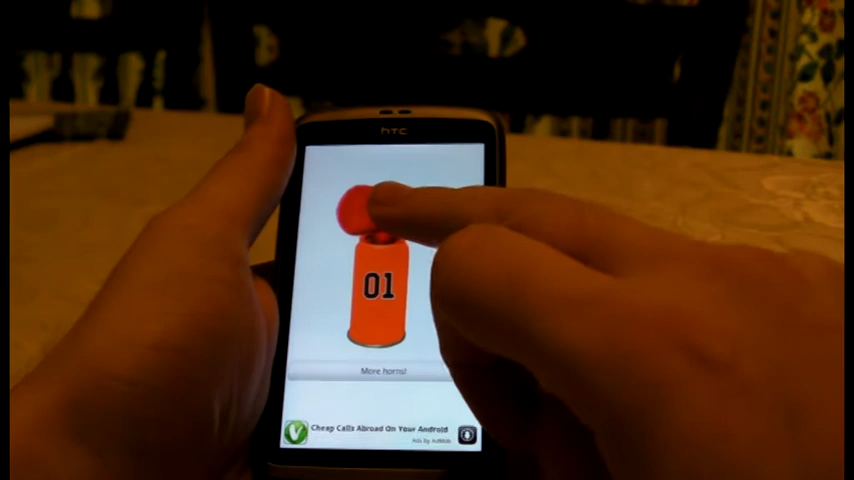 hTC
01
More horns!
Cheap Calls Abroad On Your Android
Ads by AdMob